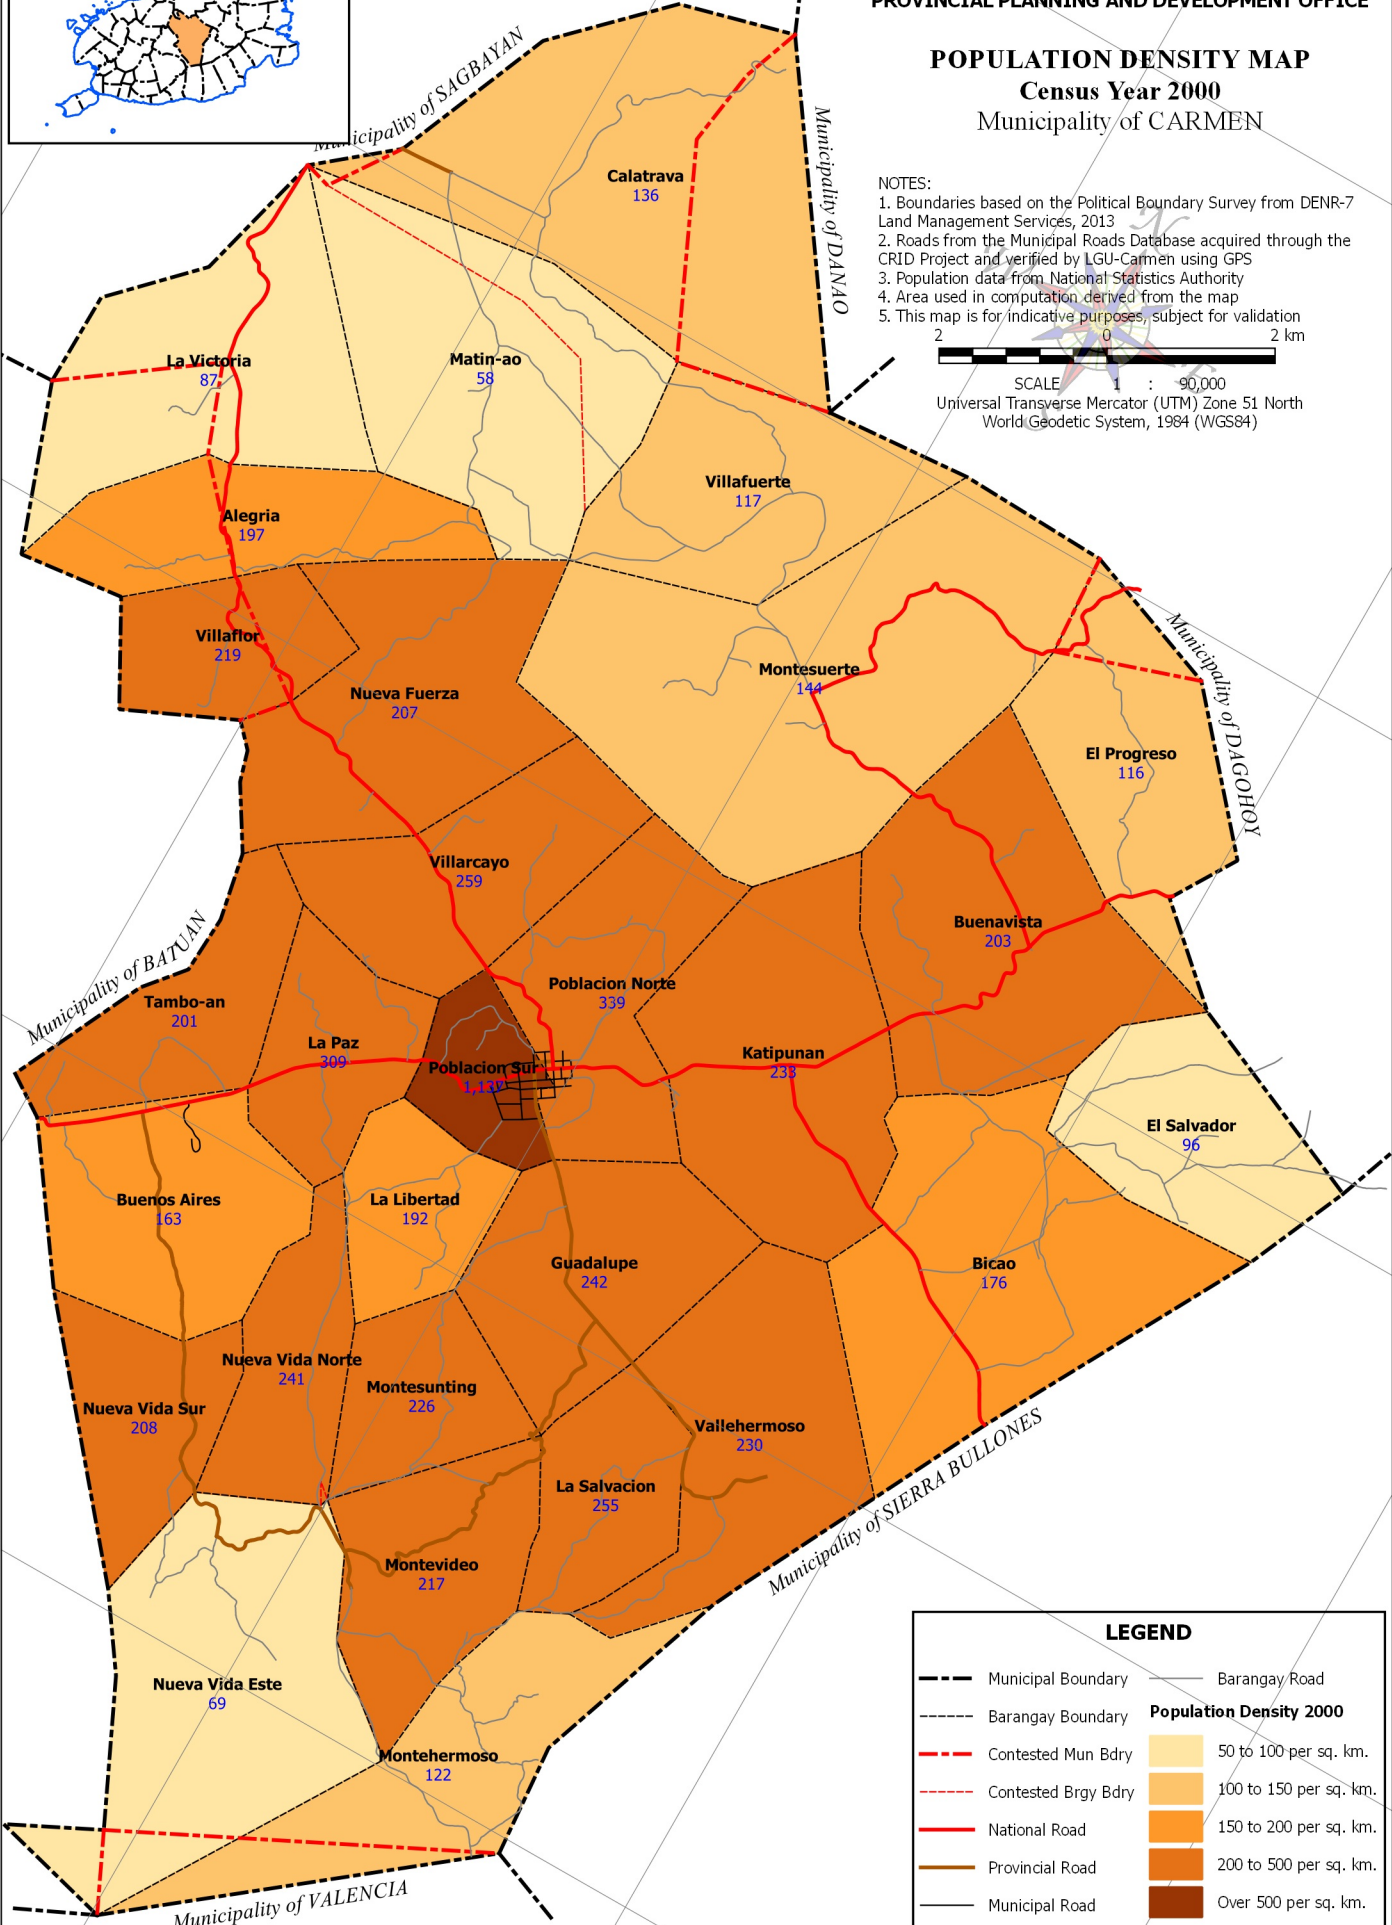 PROVINCIAL PLANNING AND DEVELOPMENT OFFICE
POPULATION DENSITY MAP
Census Year 2000
Municipality of CARMEN
NOTES:
1. Boundaries based on the Political Boundary Survey from DENR-7
Land Management Services, 2013
2. Roads from the Municipal Roads Database acquired through the
CRID Project and verified by LGU-Carmen using GPS
3. Population data from National Statistics Authority
4. Area used in computation derived from the map
5. This map is for indicative purposes, subject for validation
2 0 2 km
SCALE 1 : 90,000
Universal Transverse Mercator (UTM) Zone 51 North
World Geodetic System, 1984 (WGS84)
N
W
E
S
Municipality of SAGBAYAN
Municipality of DANAO
Calatrava
136
La Victoria
87
Matin-ao
58
Villafuerte
117
Alegria
197
Villaflor
219
Nueva Fuerza
207
Montesuerte
144
Municipality of DAGOHOY
El Progreso
116
Villarcayo
259
Buenavista
203
Municipality of BATUAN
Tambo-an
201
Poblacion Norte
339
La Paz
309
Poblacion Sur
Katipunan
233
El Salvador
96
Buenos Aires
163
La Libertad
192
Guadalupe
242
Bicao
176
Nueva Vida Norte
241
Montesunting
226
Nueva Vida Sur
208
Vallehermoso
230
La Salvacion
255
Municipality of SIERRA BULLONES
Montevideo
217
Nueva Vida Este
69
Montehermoso
122
Municipality of VALENCIA
LEGEND
Municipal Boundary
Barangay Boundary
Contested Mun Bdry
Contested Brgy Bdry
National Road
Provincial Road
Municipal Road
Barangay Road
Population Density 2000
50 to 100 per sq. km.
100 to 150 per sq. km.
150 to 200 per sq. km.
200 to 500 per sq. km.
Over 500 per sq. km.